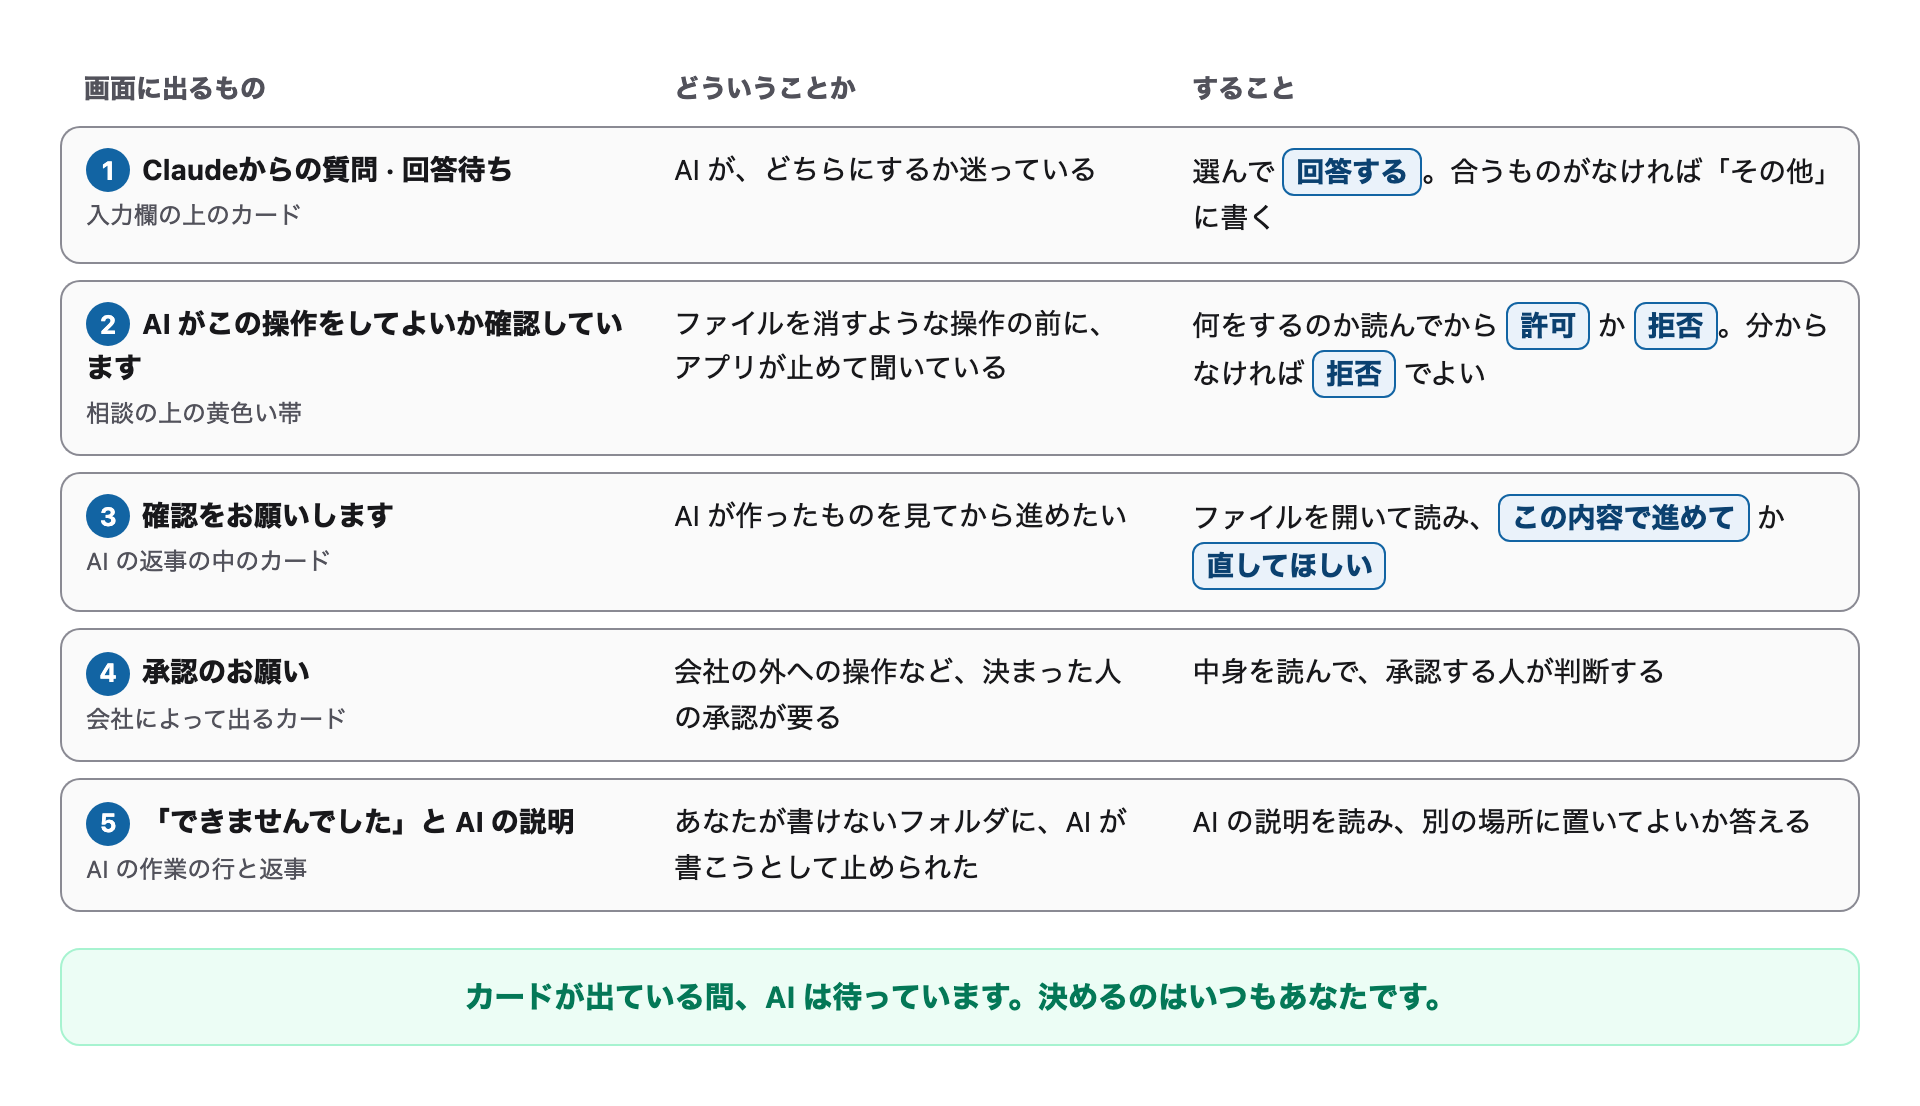 画面に出るもの
どういうことか
すること
1 Claudeからの質問 · 回答待ち
入力欄の上のカード
AI が、どちらにするか迷っている
選んで 回答する。合うものがなければ「その他」
に書く
2 AI がこの操作をしてよいか確認してい
ます
相談の上の黄色い帯
ファイルを消すような操作の前に、
アプリが止めて聞いている
何をするのか読んでから 許可 か 拒否。分から
なければ 拒否 でよい
3 確認をお願いします
AI の返事の中のカード
AI が作ったものを見てから進めたい
ファイルを開いて読み、 この内容で進めて か
直してほしい
4 承認のお願い
会社によって出るカード
会社の外への操作など、決まった人
の承認が要る
中身を読んで、承認する人が判断する
5 「できませんでした」と AI の説明
AI の作業の行と返事
あなたが書けないフォルダに、AI が
書こうとして止められた
AI の説明を読み、別の場所に置いてよいか答える
カードが出ている間、AI は待っています。決めるのはいつもあなたです。